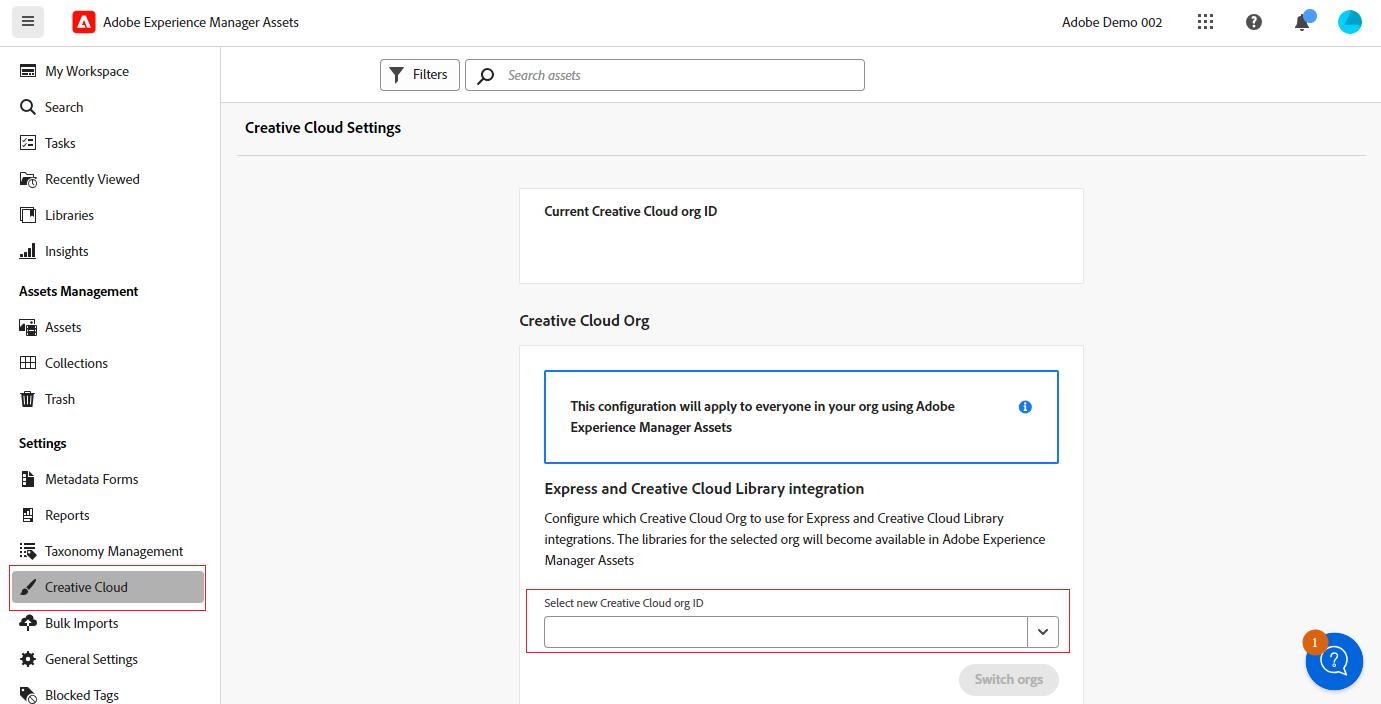 Adobe Experience Manager Assets
Adobe Demo 002
My Workspace
Search
Tasks
Recently Viewed
Libraries
Insights
Assets Management
Assets
Collections
Trash
Settings
Metadata Forms
Reports
Taxonomy Management
Creative Cloud
Bulk Imports
General Settings
Blocked Tags
Filters
Search assets
Creative Cloud Settings
Current Creative Cloud org ID
Creative Cloud Org
This configuration will apply to everyone in your org using Adobe
Experience Manager Assets
Express and Creative Cloud Library integration
Configure which Creative Cloud Org to use for Express and Creative Cloud Library
integrations. The libraries for the selected org will become available in Adobe Experience
Manager Assets
Select new Creative Cloud org ID
Switch orgs
1